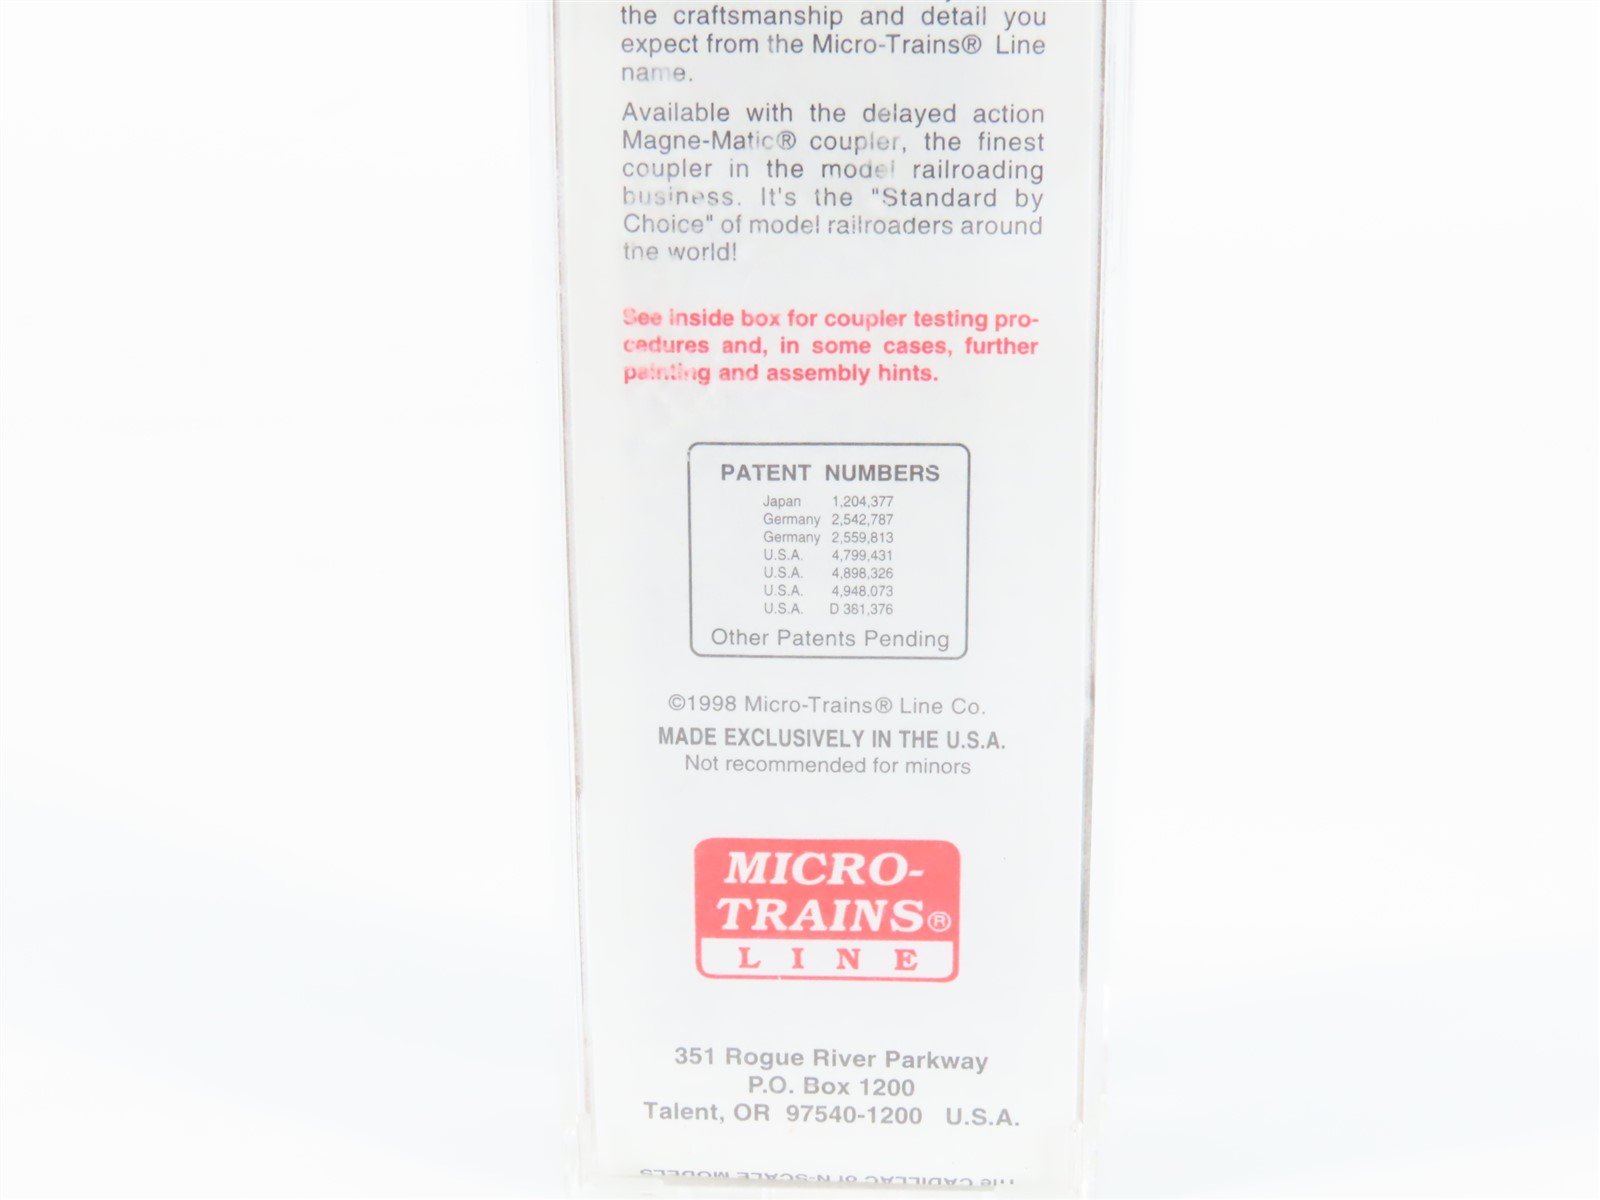 the craftsmanship and detail you
expect from the Micro-Trains® Line
name.
Available with the delayed action
Magne-Matic® coupler, the finest
coupler in the model railroading
business. It's the "Standard by
Choice" of model railroaders around
the world!
See inside box for coupler testing pro-
cedures and, in some cases, further
painting and assembly hints.
PATENT NUMBERS
Japan 1,204,377
Germany 2,542,787
Germany 2,559,813
U.S.A. 4,799,431
U.S.A. 4,898,326
U.S.A. 4,948,073
U.S.A. D 361,376
Other Patents Pending
©1998 Micro-Trains® Line Co.
MADE EXCLUSIVELY IN THE U.S.A.
Not recommended for minors
MICRO-
TRAINS®
LINE
351 Rogue River Parkway
P.O. Box 1200
Talent, OR 97540-1200 U.S.A.
The CADILLAC of N-SCALE MODELS